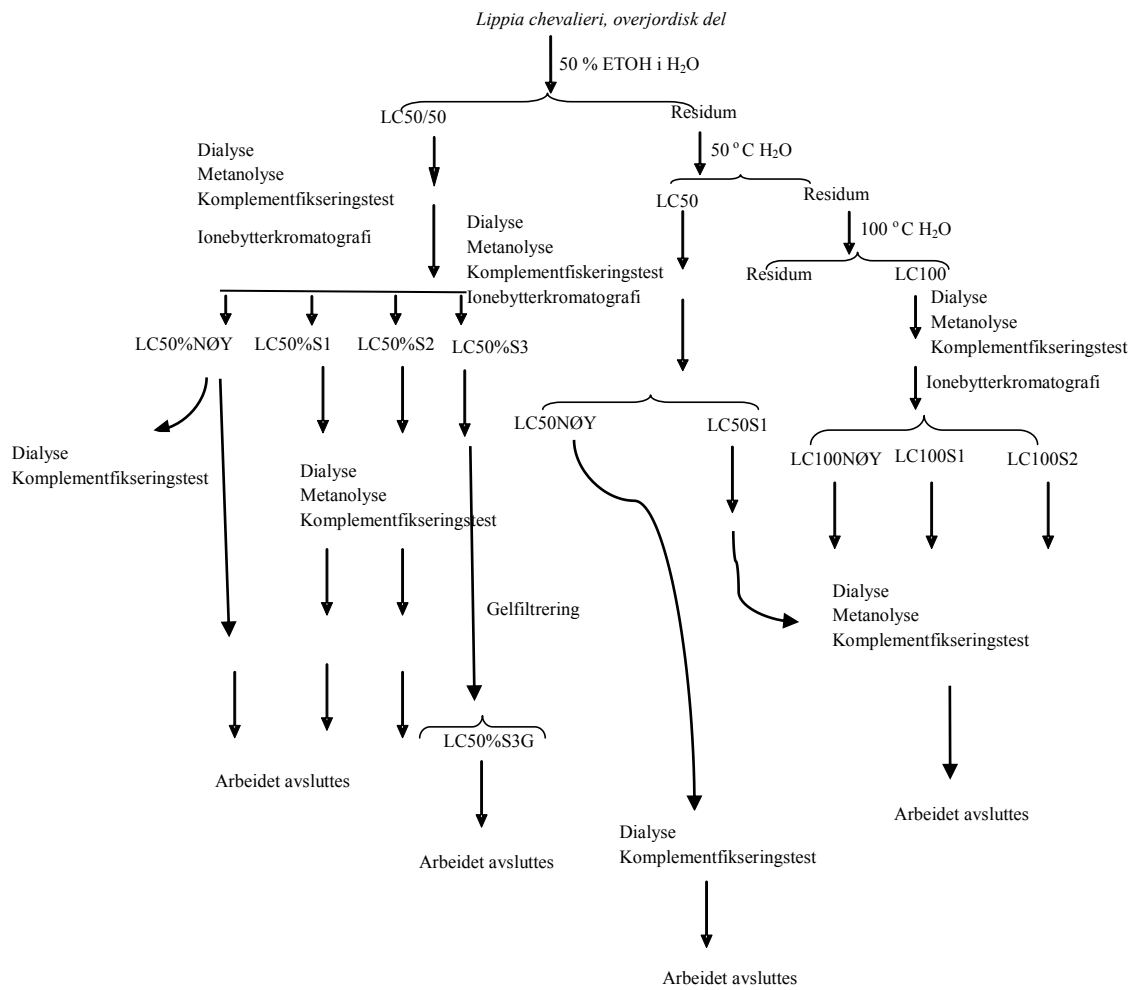 Lippia chevalieri, overjordisk del
50 % ETOH i H₂O
LC50/50
Residum
Dialyse
Metanolyse
Komplementfikseringstest
Ionebytterkromatografi
50 °C H₂O
LC50
Residum
Dialyse
Metanolyse
Komplementfiskeringstest
Ionebytterkromatografi
100 °C H₂O
Residum
LC100
Dialyse
Metanolyse
Komplementfikseringstest
Ionebytterkromatografi
LC50%NØY
LC50%S1
LC50%S2
LC50%S3
LC50NØY
LC50S1
LC100NØY
LC100S1
LC100S2
Dialyse
Komplementfikseringstest
Dialyse
Metanolyse
Komplementfikseringstest
Gelfiltrering
Dialyse
Metanolyse
Komplementfikseringstest
LC50%S3G
Arbeidet avsluttes
Arbeidet avsluttes
Arbeidet avsluttes
Dialyse
Komplementfikseringstest
Arbeidet avsluttes